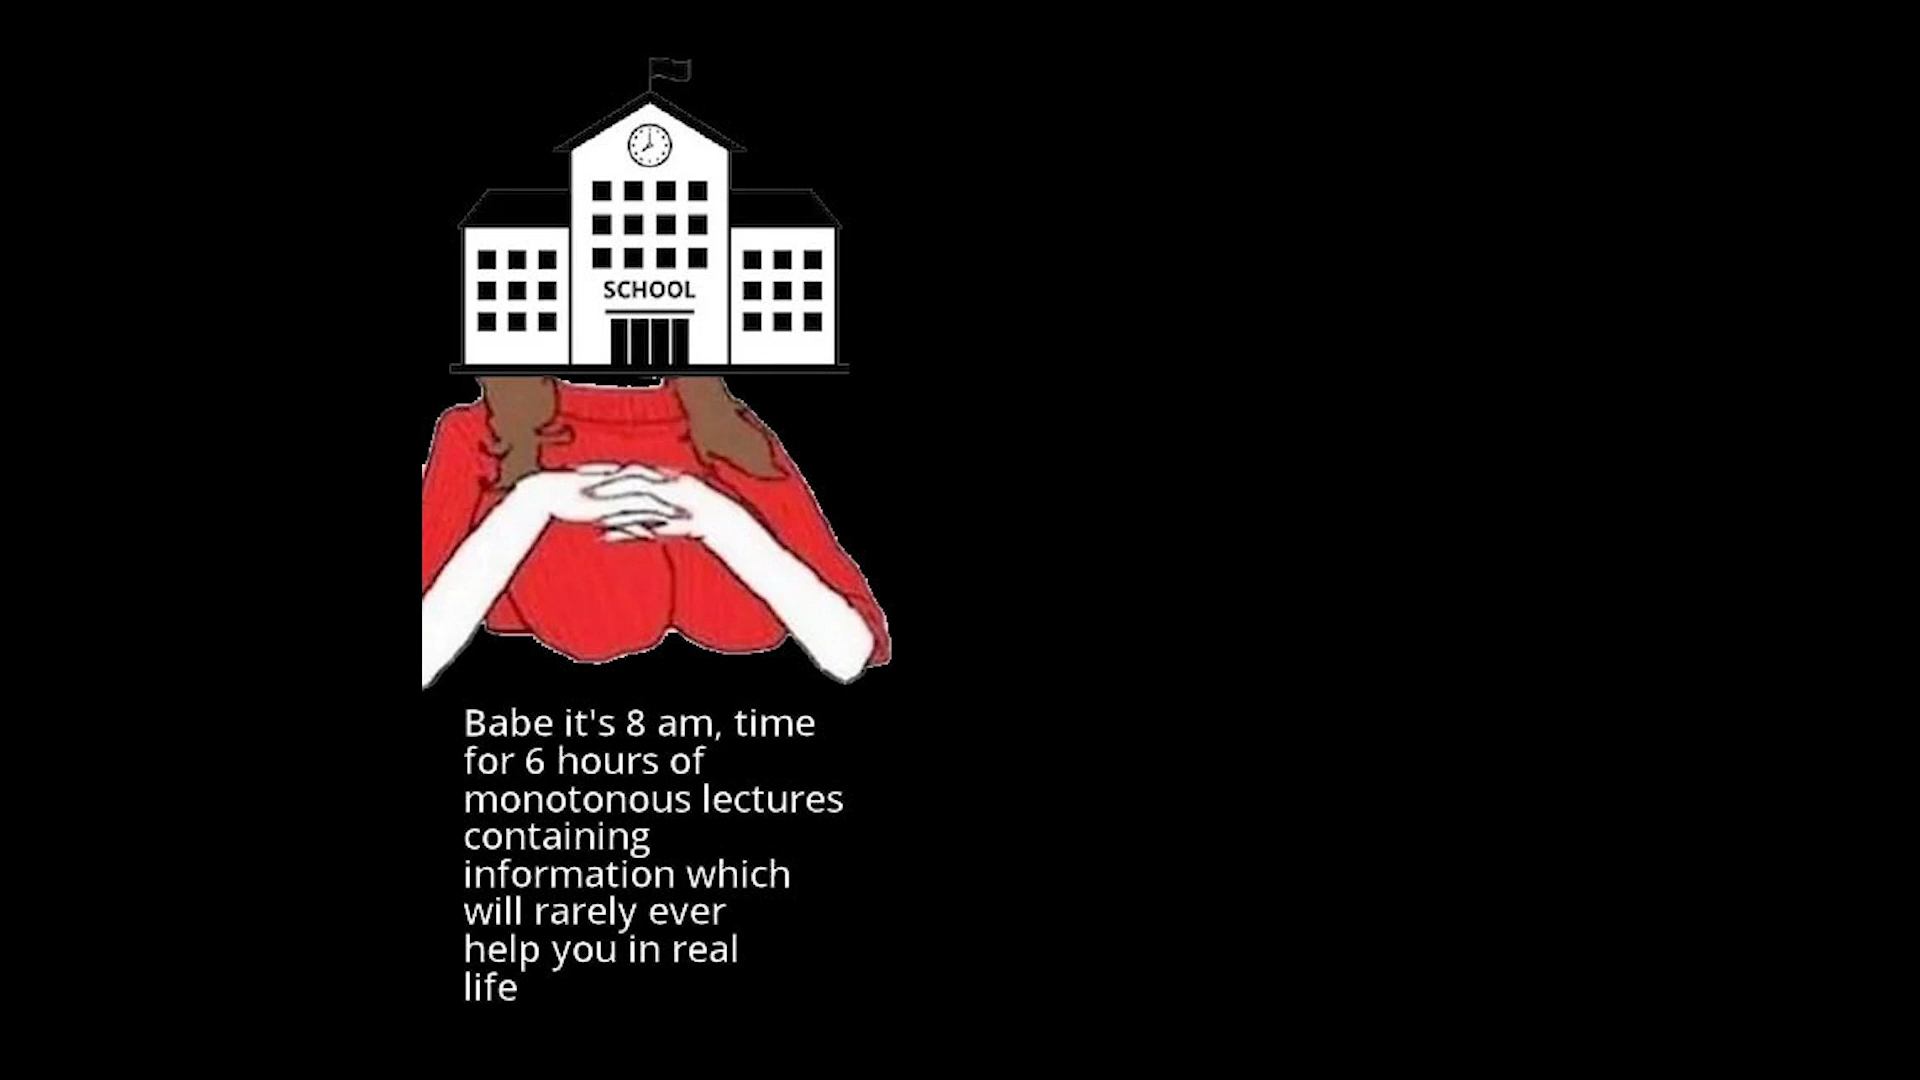 SCHOOL
Babe it's 8 am, time
for 6 hours of
monotonous lectures
containing
information which
will rarely ever
help you in real
life